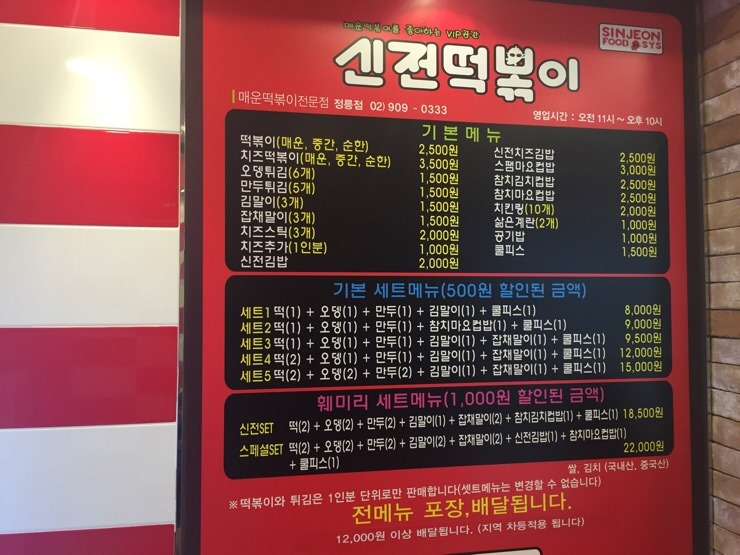 매운떡볶이를 좋아하는 VIP공간
SINJEON
FOOD SYS
신전떡볶이
매운떡볶이전문점 정릉점 02) 909 - 0333
영업시간 : 오전 11시 ~ 오후 10시
기본메뉴
떡볶이(매운, 중간, 순한) 2,500원
치즈떡볶이(매운, 중간, 순한) 3,500원
오뎅튀김(6개) 1,500원
만두튀김(5개) 1,500원
김말이(3개) 1,500원
잡채말이(3개) 1,500원
치즈스틱(3개) 2,000원
치즈추가(1인분) 1,000원
신전김밥 2,000원
신전치즈김밥 2,500원
스팸마요컵밥 3,000원
참치김치컵밥 2,500원
참치마요컵밥 2,500원
치킨링(10개) 2,000원
삶은계란(2개) 1,000원
공기밥 1,000원
쿨피스 1,500원
기본 세트메뉴(500원 할인된 금액)
세트1 떡(1) + 오뎅(1) + 만두(1) + 김말이(1) + 쿨피스(1) 8,000원
세트2 떡(1) + 오뎅(1) + 만두(1) + 참치마요컵밥(1) + 쿨피스(1) 9,000원
세트3 떡(1) + 오뎅(1) + 만두(1) + 김말이(1) + 잡채말이(1) + 쿨피스(1) 9,500원
세트4 떡(2) + 오뎅(1) + 만두(1) + 김말이(1) + 잡채말이(1) + 쿨피스(1) 12,000원
세트5 떡(2) + 오뎅(2) + 만두(2) + 김말이(1) + 잡채말이(1) + 쿨피스(1) 15,000원
훼미리 세트메뉴(1,000원 할인된 금액)
신전SET 떡(2) + 오뎅(2) + 만두(2) + 김말이(1) + 잡채말이(2) + 참치김치컵밥(1) + 쿨피스(1) 18,500원
스페셜SET 떡(2) + 오뎅(2) + 만두(2) + 김말이(2) + 잡채말이(2) + 신전김밥(1) + 참치마요컵밥(1)
+ 쿨피스(1) 22,000원
쌀, 김치 (국내산, 중국산)
※ 떡볶이와 튀김은 1인분 단위로만 판매합니다(셋트메뉴는 변경할 수 없습니다)
전메뉴 포장,배달됩니다.
12,000원 이상 배달됩니다. (지역 차등적용 됩니다)